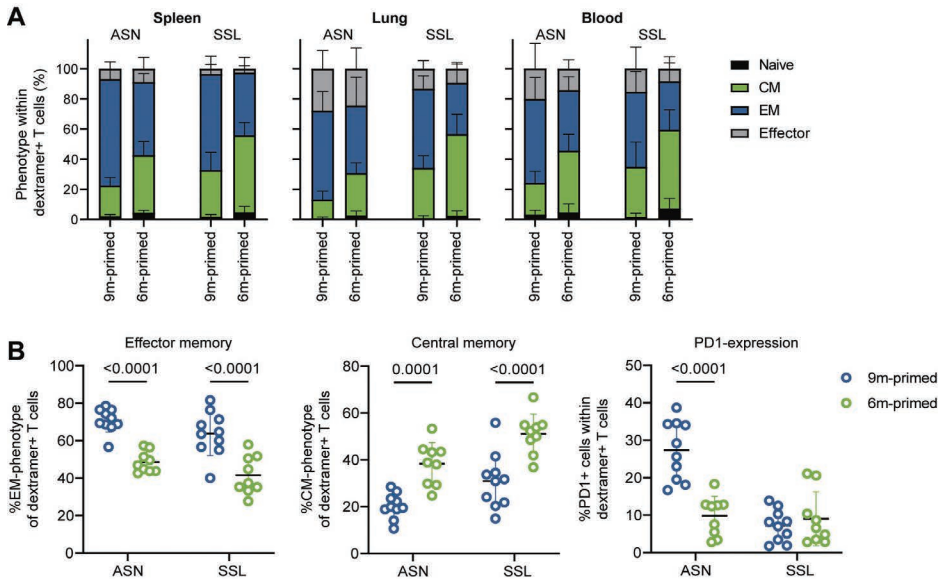 A
Spleen
Lung
Blood
ASN SSL
ASN SSL
ASN SSL
Phenotype within
dextramer+ T cells (%)
100
80
60
40
20
0
9m-primed
6m-primed
9m-primed
6m-primed
9m-primed
6m-primed
9m-primed
6m-primed
9m-primed
6m-primed
9m-primed
6m-primed
Naive
CM
EM
Effector
B
Effector memory
%EM-phenotype
of dextramer+ T cells
100
80
60
40
20
0
<0.0001 <0.0001
ASN SSL
Central memory
%CM-phenotype
of dextramer+ T cells
80
60
40
20
0
0.0001 <0.0001
ASN SSL
PD1-expression
%PD1+ cells within
dextramer+ T cells
50
40
30
20
10
0
<0.0001
ASN SSL
9m-primed
6m-primed